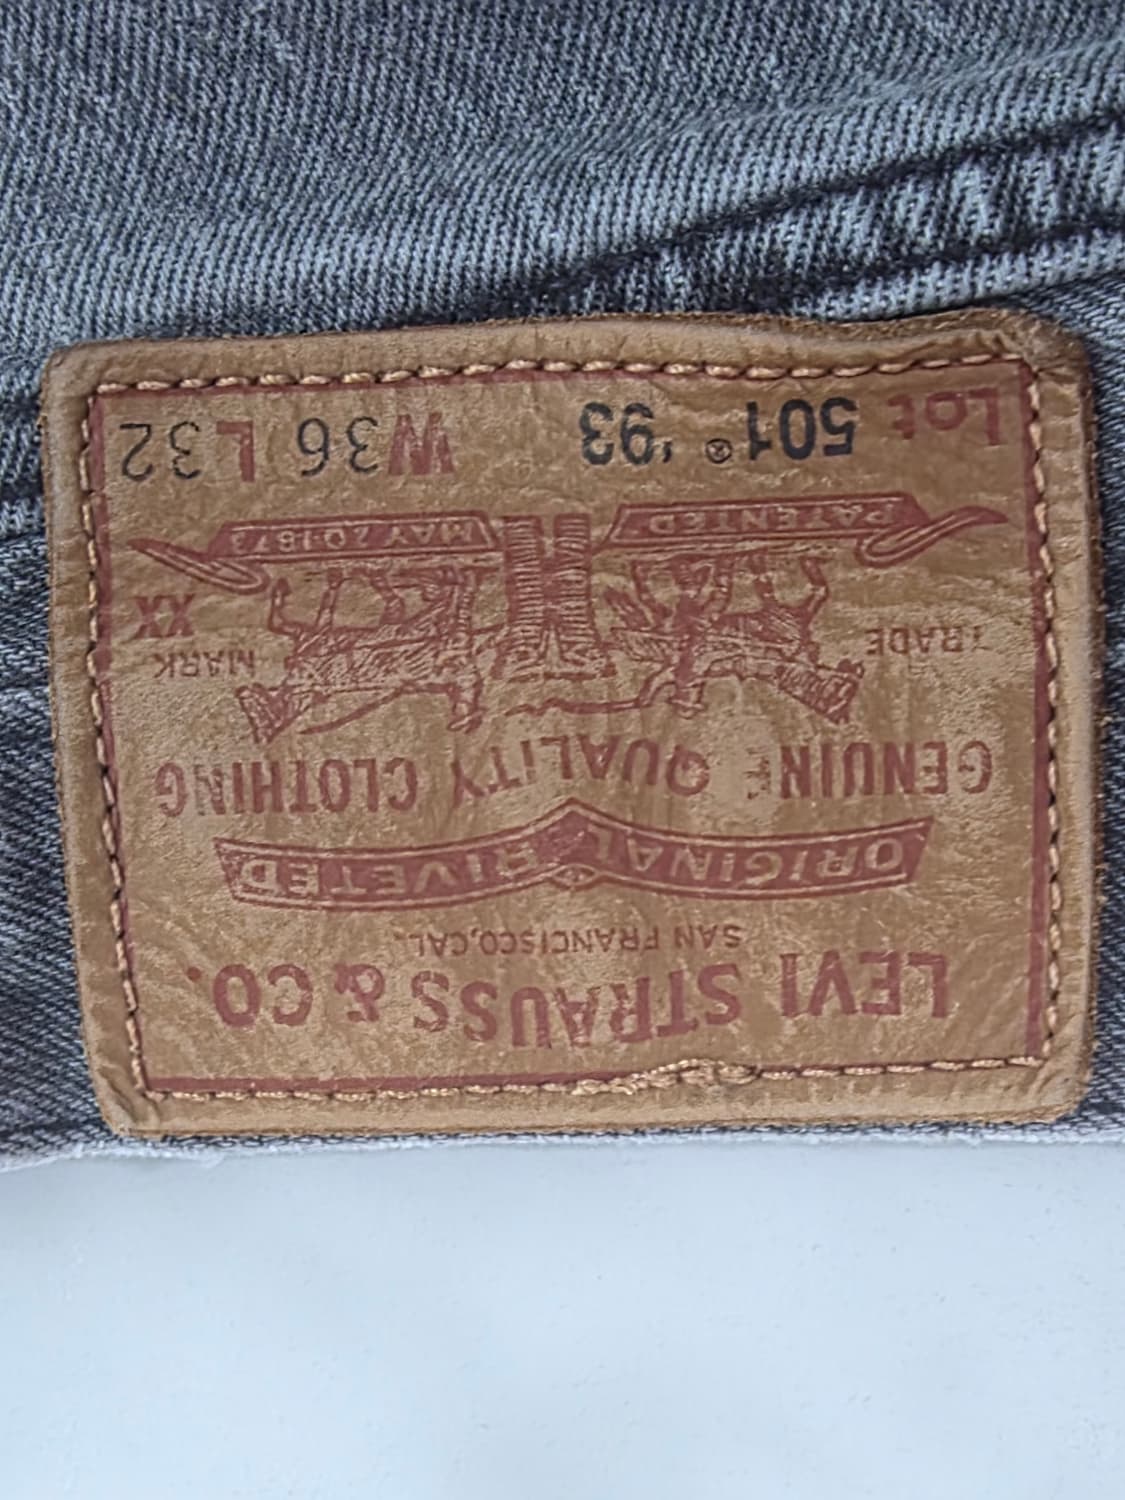 LEVI STRAUSS & CO.
SAN FRANCISCO, CAL.
ORIGINAL RIVETED
GENUINE QUALITY CLOTHING
TRADE MARK
XX
PATENTED MAY 20 1873
Lot 501® '93 W36 L32